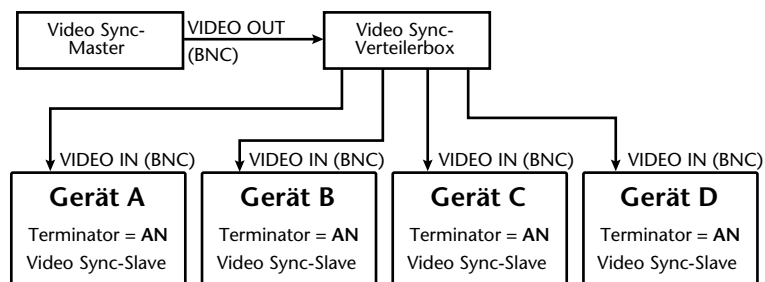 Video Sync-
Master
VIDEO OUT
(BNC)
Video Sync-
Verteilerbox
VIDEO IN (BNC)
VIDEO IN (BNC)
VIDEO IN (BNC)
VIDEO IN (BNC)
Gerät A
Terminator = AN
Video Sync-Slave
Gerät B
Terminator = AN
Video Sync-Slave
Gerät C
Terminator = AN
Video Sync-Slave
Gerät D
Terminator = AN
Video Sync-Slave